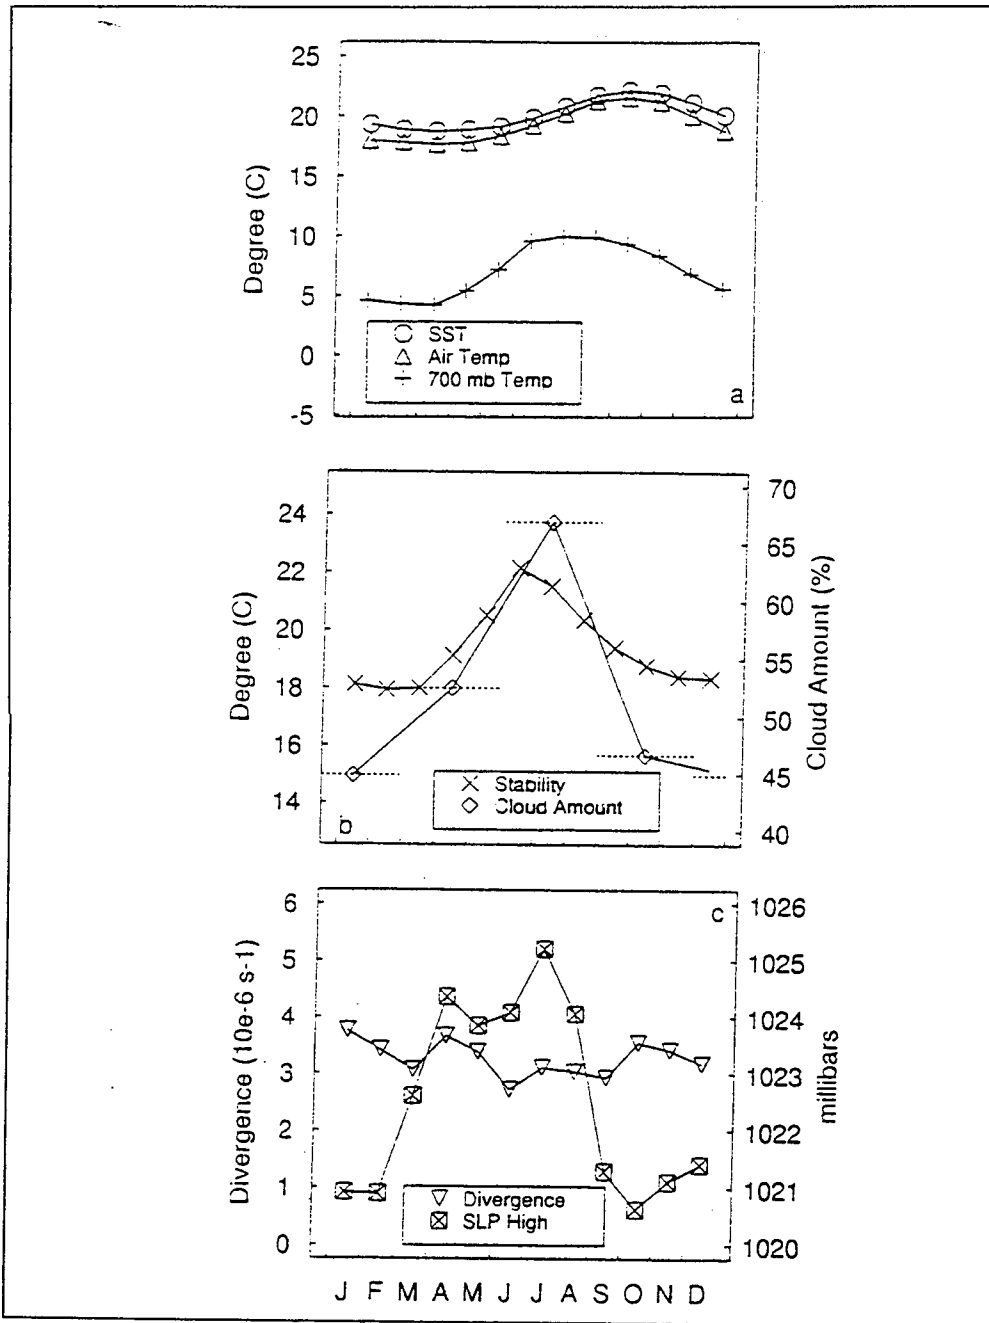 25
20
15
10
5
0
-5
Degree (C)
SST
Air Temp
700 mb Temp
a
24
22
20
18
16
14
Degree (C)
70
65
60
55
50
45
40
Cloud Amount (%)
Stability
Cloud Amount
b
6
5
4
3
2
1
0
Divergence (10e-6 s-1)
c
1026
1025
1024
1023
1022
1021
1020
millibars
Divergence
SLP High
J F M A M J J A S O N D